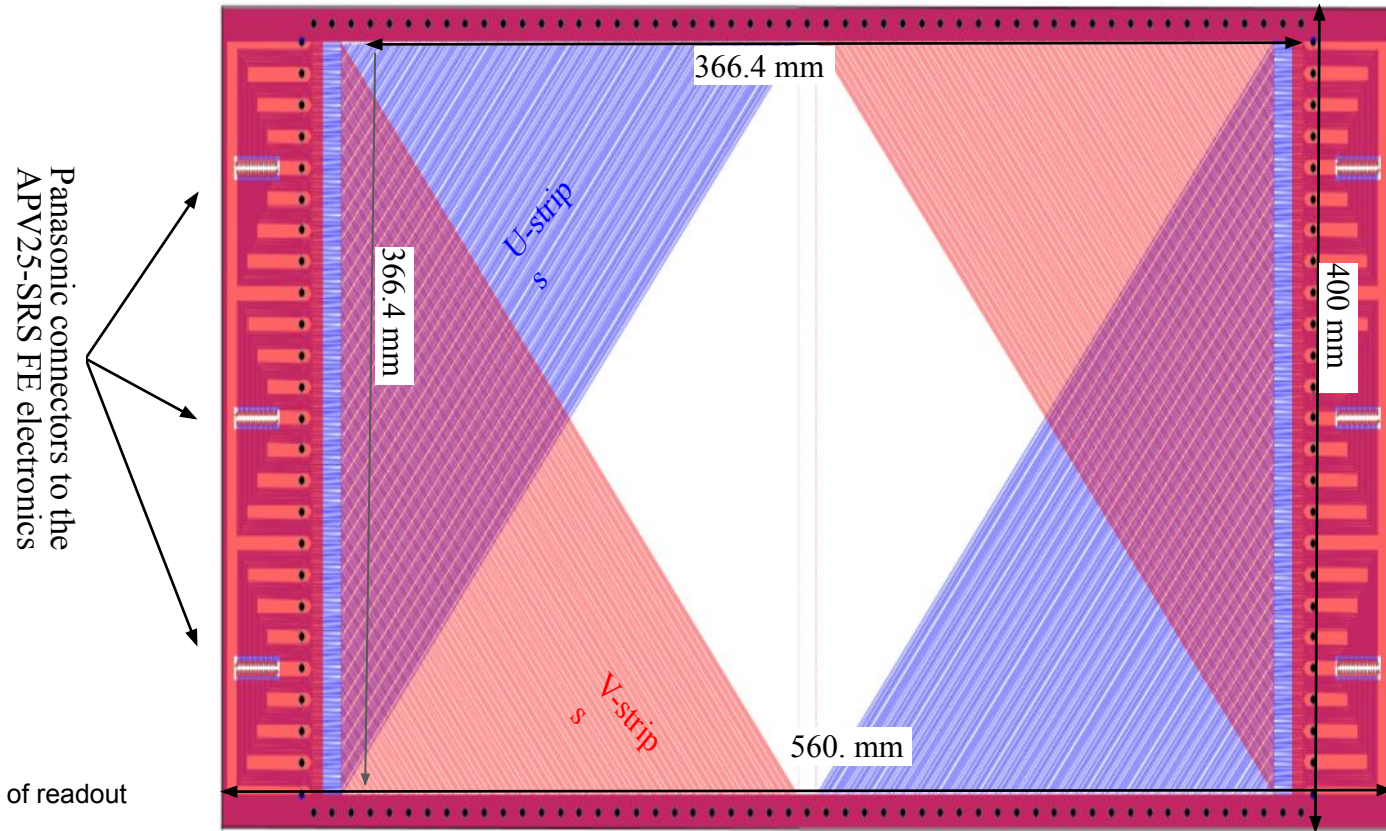 366.4 mm
U-strip
s
366.4 mm
400 mm
Panasonic connectors to the
APV25-SRS FE electronics
V-strip
s
560. mm
of readout